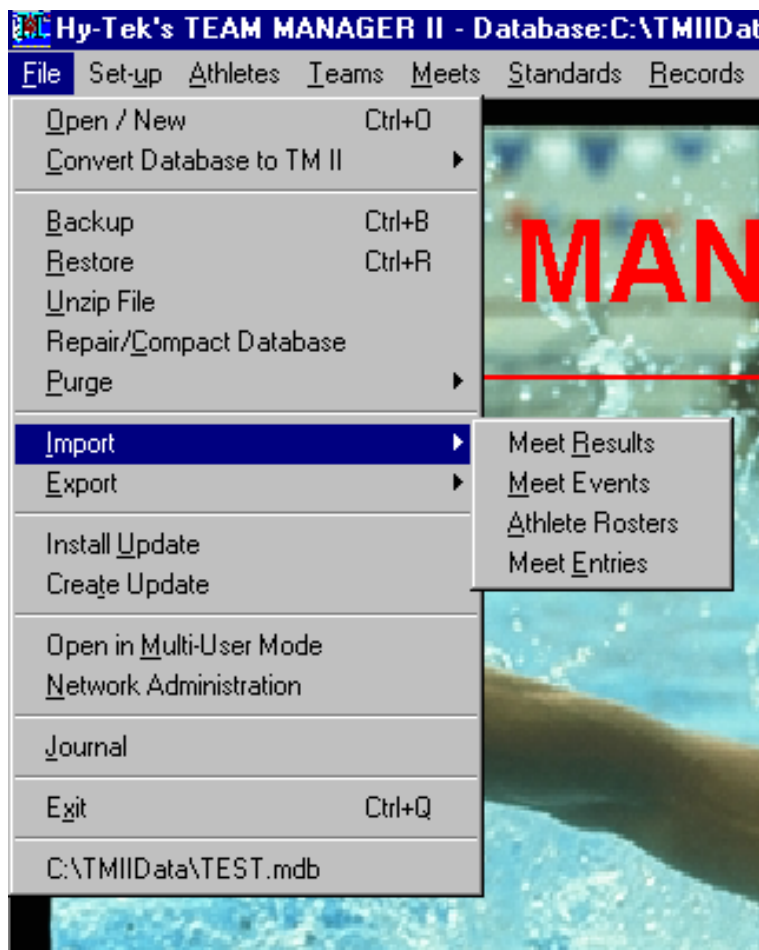 Hy-Tek's TEAM MANAGER II - Database:C:\TMIIDat
File Set-up Athletes Teams Meets Standards Records
Open / New Ctrl+O
Convert Database to TM II
MAN
Backup Ctrl+B
Restore Ctrl+R
Unzip File
Repair/Compact Database
Purge
Import
Meet Results
Export
Meet Events
Athlete Rosters
Install Update
Meet Entries
Create Update
Open in Multi-User Mode
Network Administration
Journal
Exit Ctrl+Q
C:\TMIIData\TEST.mdb